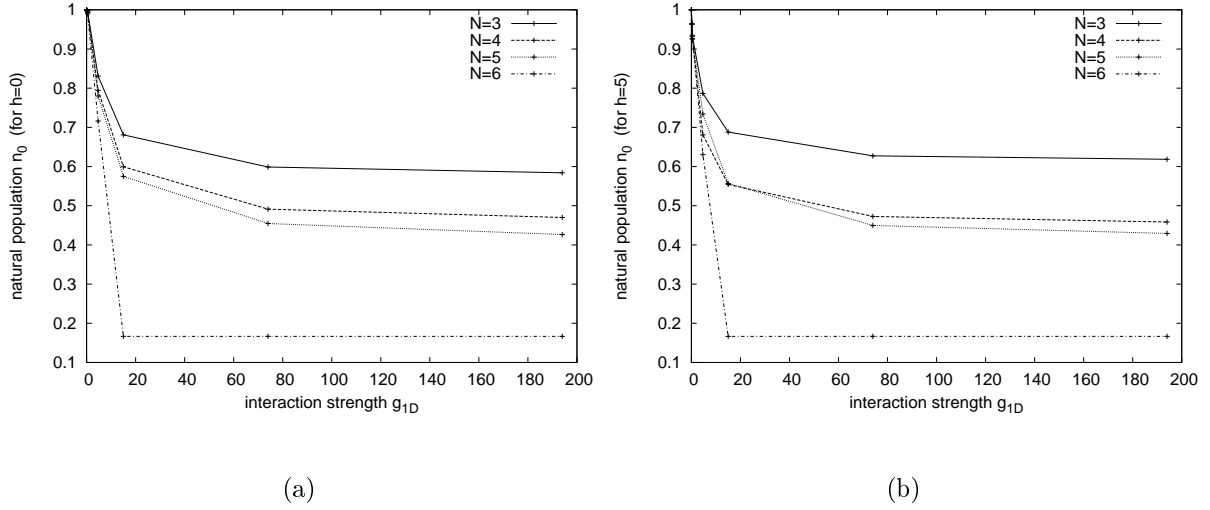 natural population n0 (for h=0)
1
0.9
0.8
0.7
0.6
0.5
0.4
0.3
0.2
0.1
N=3
N=4
N=5
N=6
0 20 40 60 80 100 120 140 160 180 200
interaction strength g1D
(a)
natural population n0 (for h=5)
1
0.9
0.8
0.7
0.6
0.5
0.4
0.3
0.2
0.1
N=3
N=4
N=5
N=6
0 20 40 60 80 100 120 140 160 180 200
interaction strength g1D
(b)